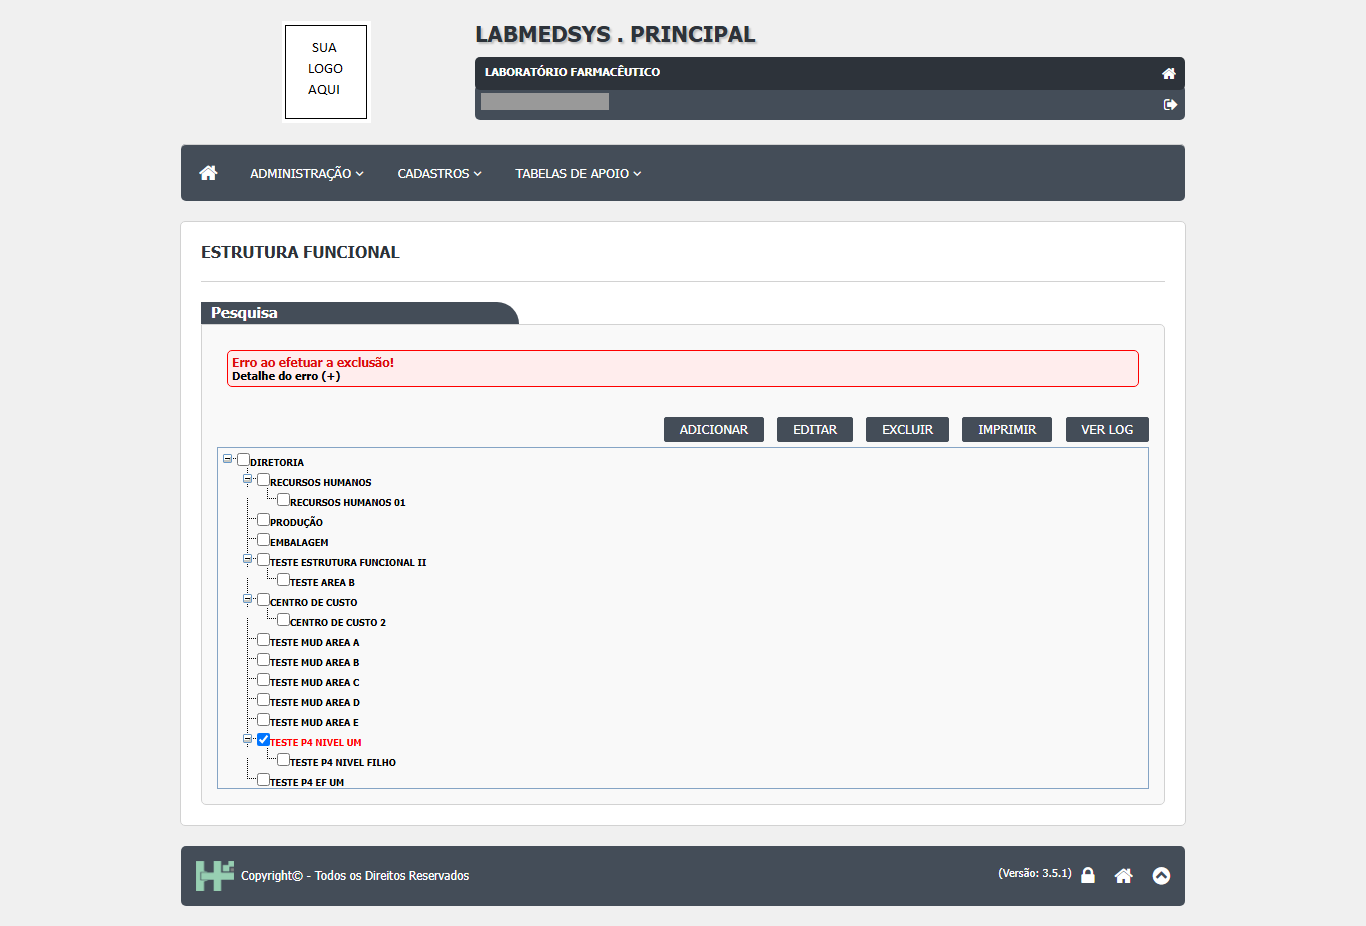 SUA
LOGO
AQUI
LABMEDSYS . PRINCIPAL
LABORATÓRIO FARMACÊUTICO
ADMINISTRAÇÃO
CADASTROS
TABELAS DE APOIO
ESTRUTURA FUNCIONAL
Pesquisa
Erro ao efetuar a exclusão!
Detalhe do erro (+)
ADICIONAR
EDITAR
EXCLUIR
IMPRIMIR
VER LOG
DIRETORIA
RECURSOS HUMANOS
RECURSOS HUMANOS 01
PRODUÇÃO
EMBALAGEM
TESTE ESTRUTURA FUNCIONAL II
TESTE AREA B
CENTRO DE CUSTO
CENTRO DE CUSTO 2
TESTE MUD AREA A
TESTE MUD AREA B
TESTE MUD AREA C
TESTE MUD AREA D
TESTE MUD AREA E
TESTE P4 NIVEL UM
TESTE P4 NIVEL FILHO
TESTE P4 EF UM
Copyright© - Todos os Direitos Reservados
(Versão: 3.5.1)